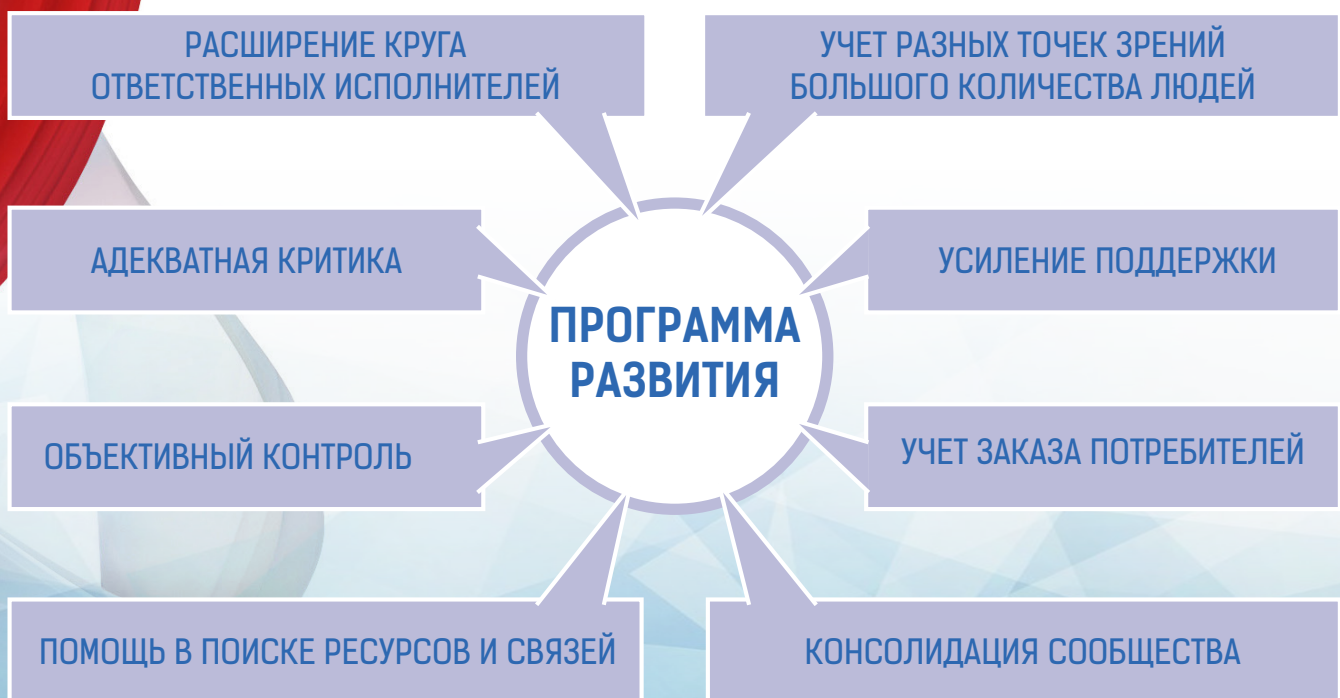 РАСШИРЕНИЕ КРУГА
ОТВЕТСТВЕННЫХ ИСПОЛНИТЕЛЕЙ
УЧЕТ РАЗНЫХ ТОЧЕК ЗРЕНИЙ
БОЛЬШОГО КОЛИЧЕСТВА ЛЮДЕЙ
АДЕКВАТНАЯ КРИТИКА
УСИЛЕНИЕ ПОДДЕРЖКИ
ПРОГРАММА
РАЗВИТИЯ
ОБЪЕКТИВНЫЙ КОНТРОЛЬ
УЧЕТ ЗАКАЗА ПОТРЕБИТЕЛЕЙ
ПОМОЩЬ В ПОИСКЕ РЕСУРСОВ И СВЯЗЕЙ
КОНСОЛИДАЦИЯ СООБЩЕСТВА